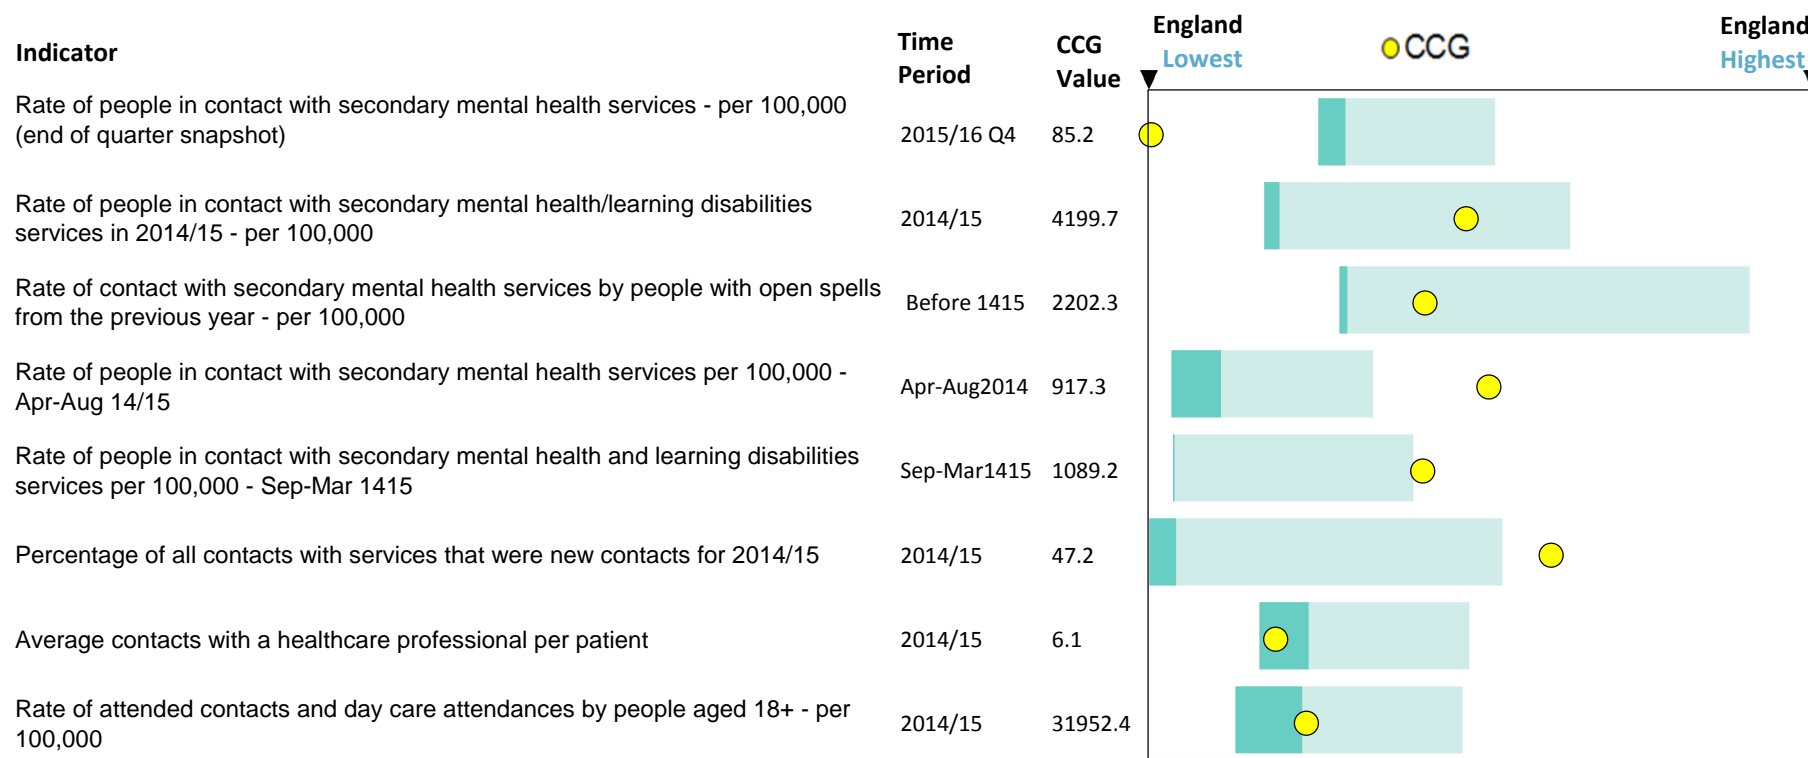 Indicator
Time
Period
CCG
Value
England
Lowest
CCG
England
Highest
Rate of people in contact with secondary mental health services - per 100,000
(end of quarter snapshot)
2015/16 Q4
85.2
Rate of people in contact with secondary mental health/learning disabilities
services in 2014/15 - per 100,000
2014/15
4199.7
Rate of contact with secondary mental health services by people with open spells
from the previous year - per 100,000
Before 1415
2202.3
Rate of people in contact with secondary mental health services per 100,000 -
Apr-Aug 14/15
Apr-Aug2014
917.3
Rate of people in contact with secondary mental health and learning disabilities
services per 100,000 - Sep-Mar 1415
Sep-Mar1415
1089.2
Percentage of all contacts with services that were new contacts for 2014/15
2014/15
47.2
Average contacts with a healthcare professional per patient
2014/15
6.1
Rate of attended contacts and day care attendances by people aged 18+ - per
100,000
2014/15
31952.4